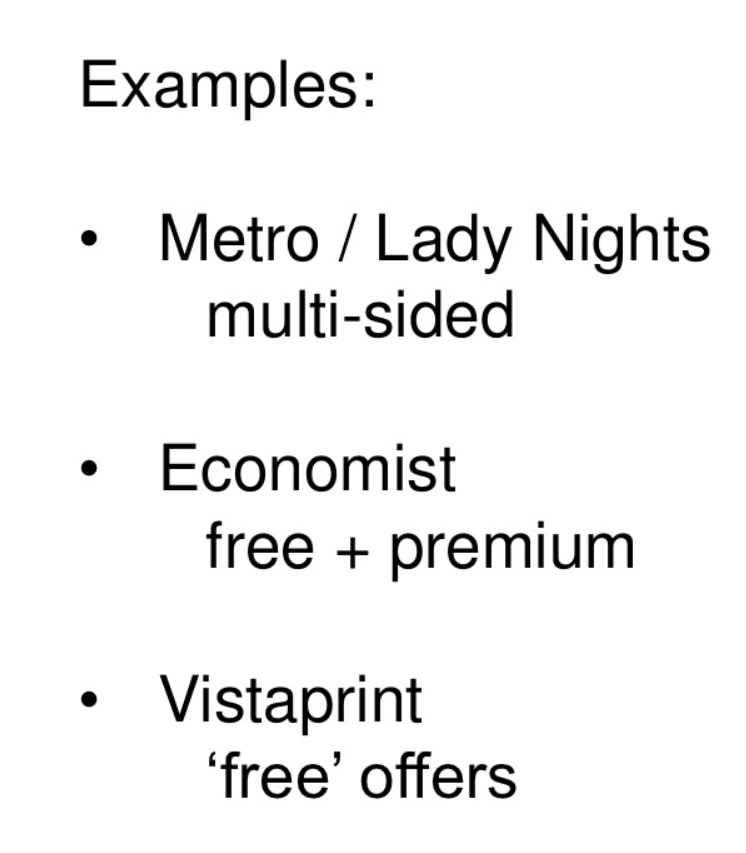 Examples:
• Metro / Lady Nights
multi-sided
• Economist
free + premium
• Vistaprint
‘free’ offers